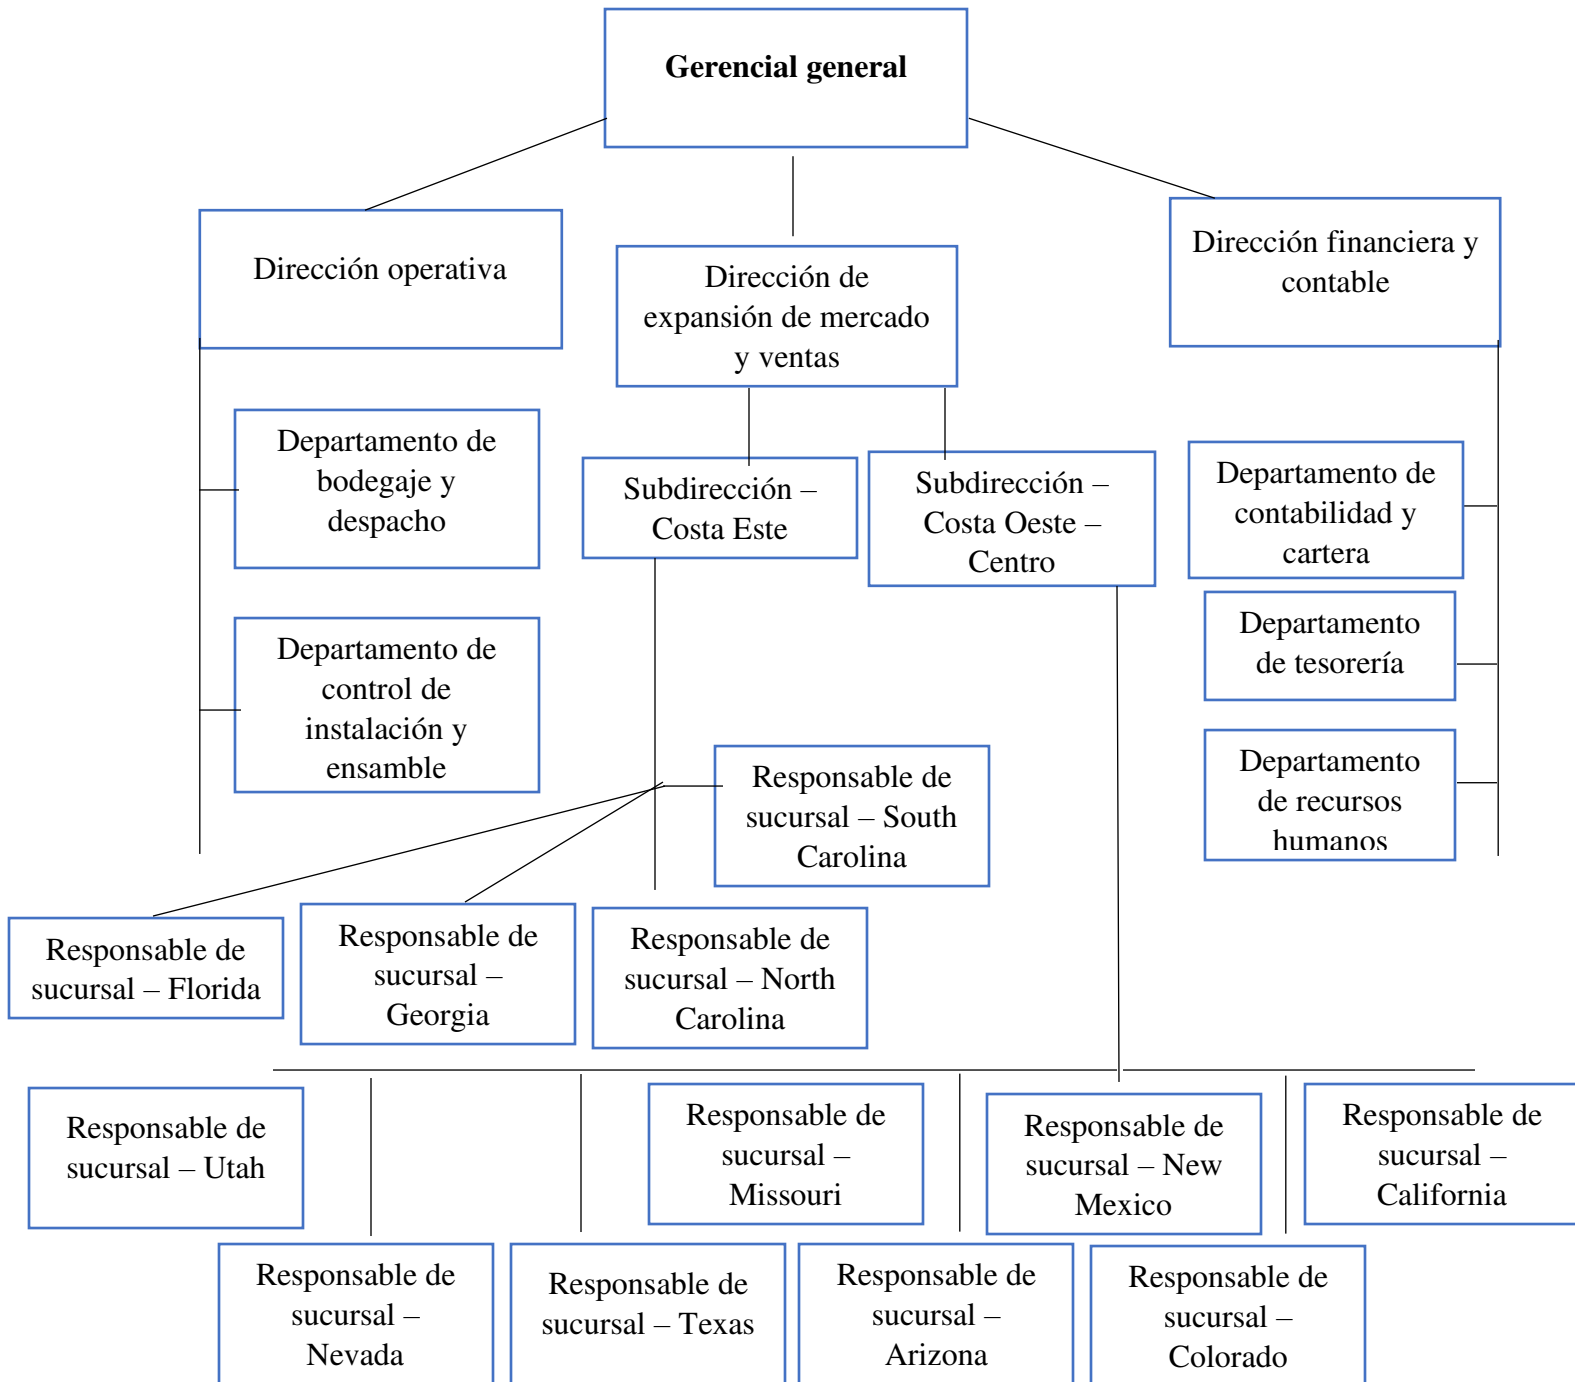 Gerencial general
Dirección operativa
Dirección de
expansión de mercado
y ventas
Dirección financiera y
contable
Departamento de
bodegaje y
despacho
Subdirección –
Costa Este
Subdirección –
Costa Oeste –
Centro
Departamento de
contabilidad y
cartera
Departamento
de tesorería
Departamento de
control de
instalación y
ensamble
Responsable de
sucursal – South
Carolina
Departamento
de recursos
humanos
Responsable de
sucursal – Florida
Responsable de
sucursal –
Georgia
Responsable de
sucursal – North
Carolina
Responsable de
sucursal – Utah
Responsable de
sucursal –
Missouri
Responsable de
sucursal – New
Mexico
Responsable de
sucursal –
California
Responsable de
sucursal –
Nevada
Responsable de
sucursal – Texas
Responsable de
sucursal –
Arizona
Responsable de
sucursal –
Colorado